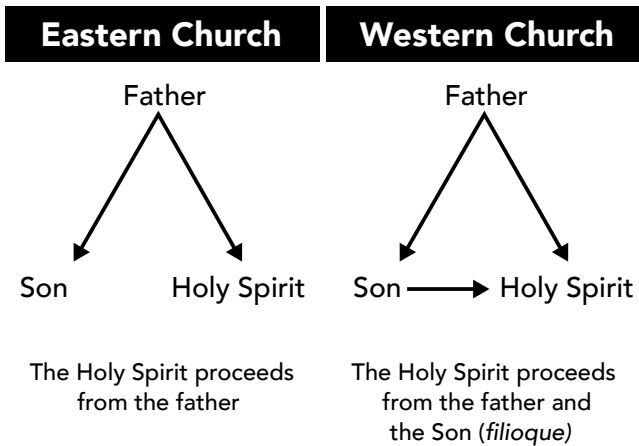 Eastern Church
Father
Son
Holy Spirit
The Holy Spirit proceeds
from the father
Western Church
Father
Son
Holy Spirit
The Holy Spirit proceeds
from the father and
the Son (filioque)